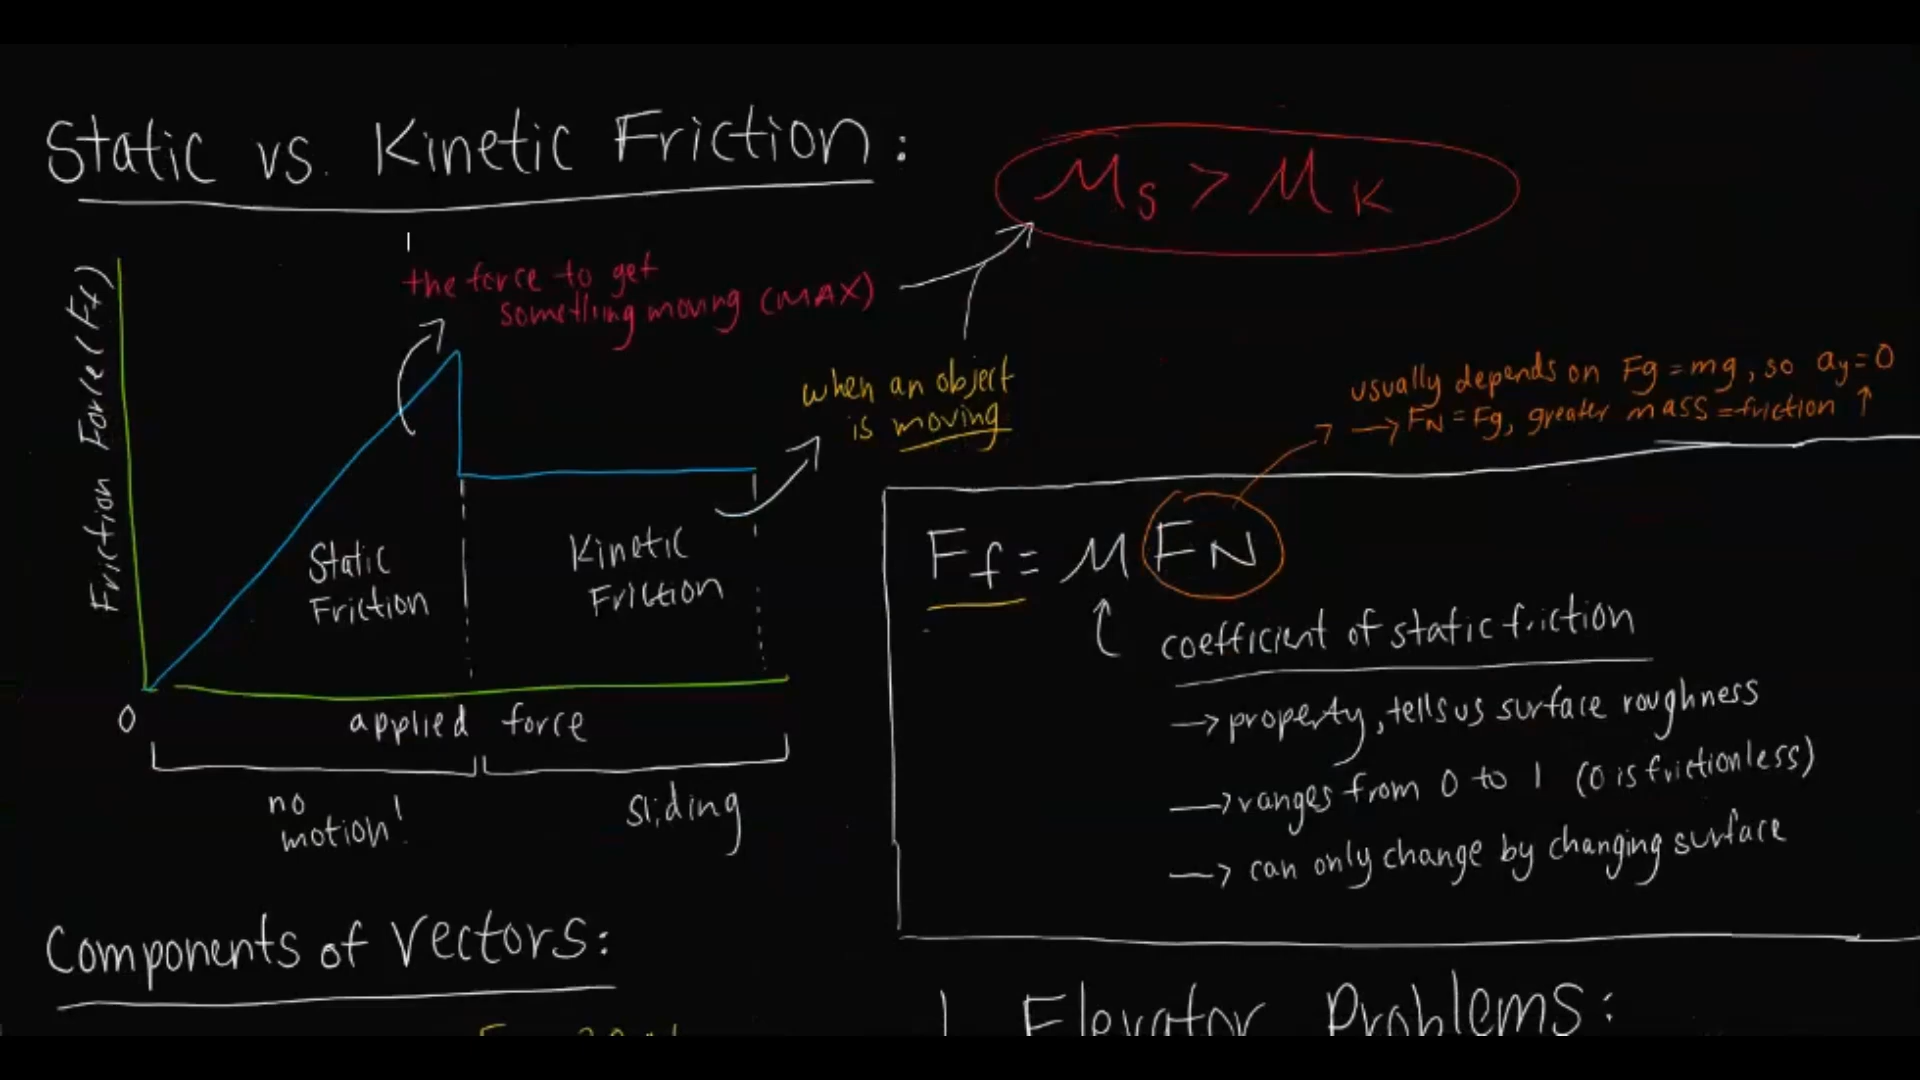 Static vs. Kinetic Friction:
μs > μk
the force to get
something moving (MAX)
when an object
is moving
Friction Force (Ff)
Static
Friction
Kinetic
Friction
0
applied force
no
motion!
sliding
usually depends on Fg = mg, so ay = 0
→ FN = Fg, greater mass = friction ↑
Ff = μ FN
coefficient of static friction
→ property, tells us surface roughness
→ ranges from 0 to 1 (0 is frictionless)
→ can only change by changing surface
Components of Vectors:
Elevator Problems: